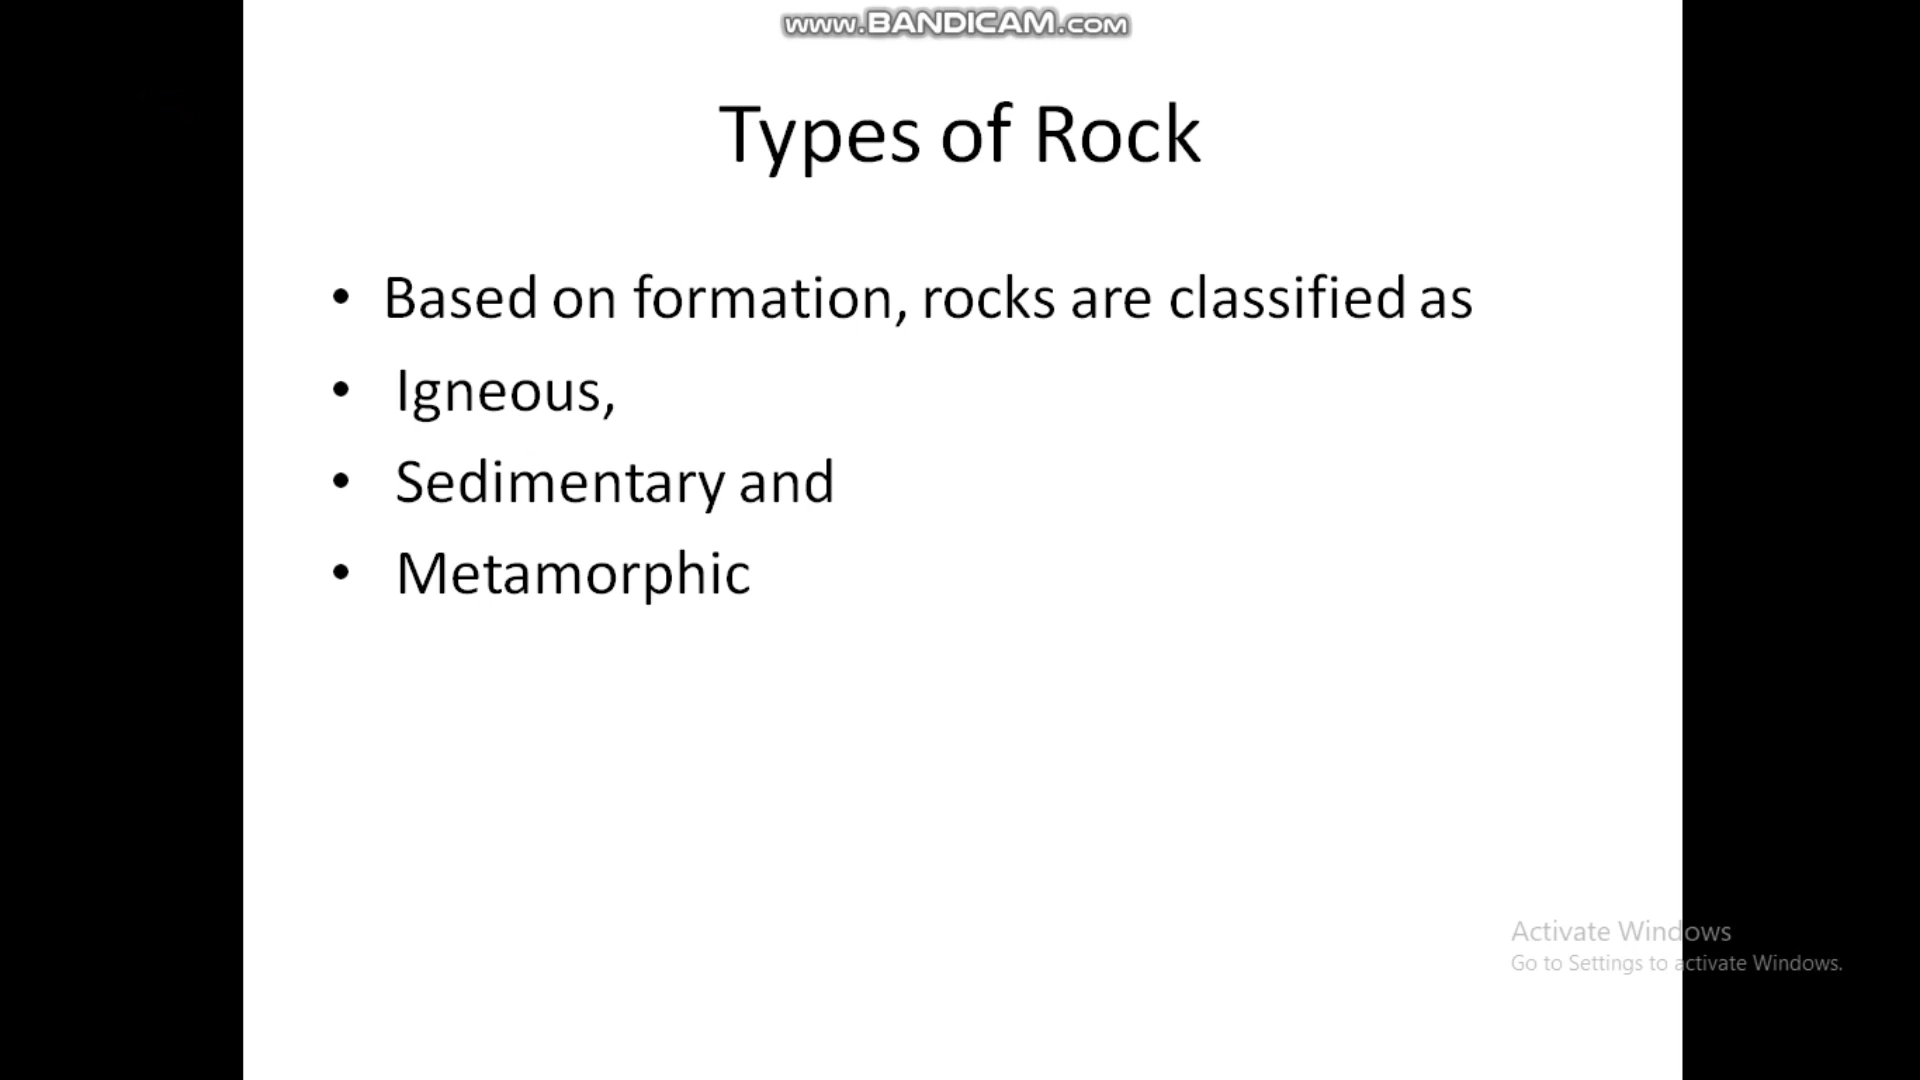 www.BANDICAM.com
Types of Rock
• Based on formation, rocks are classified as
• Igneous,
• Sedimentary and
• Metamorphic
Activate Windows
Go to Settings to activate Windows.